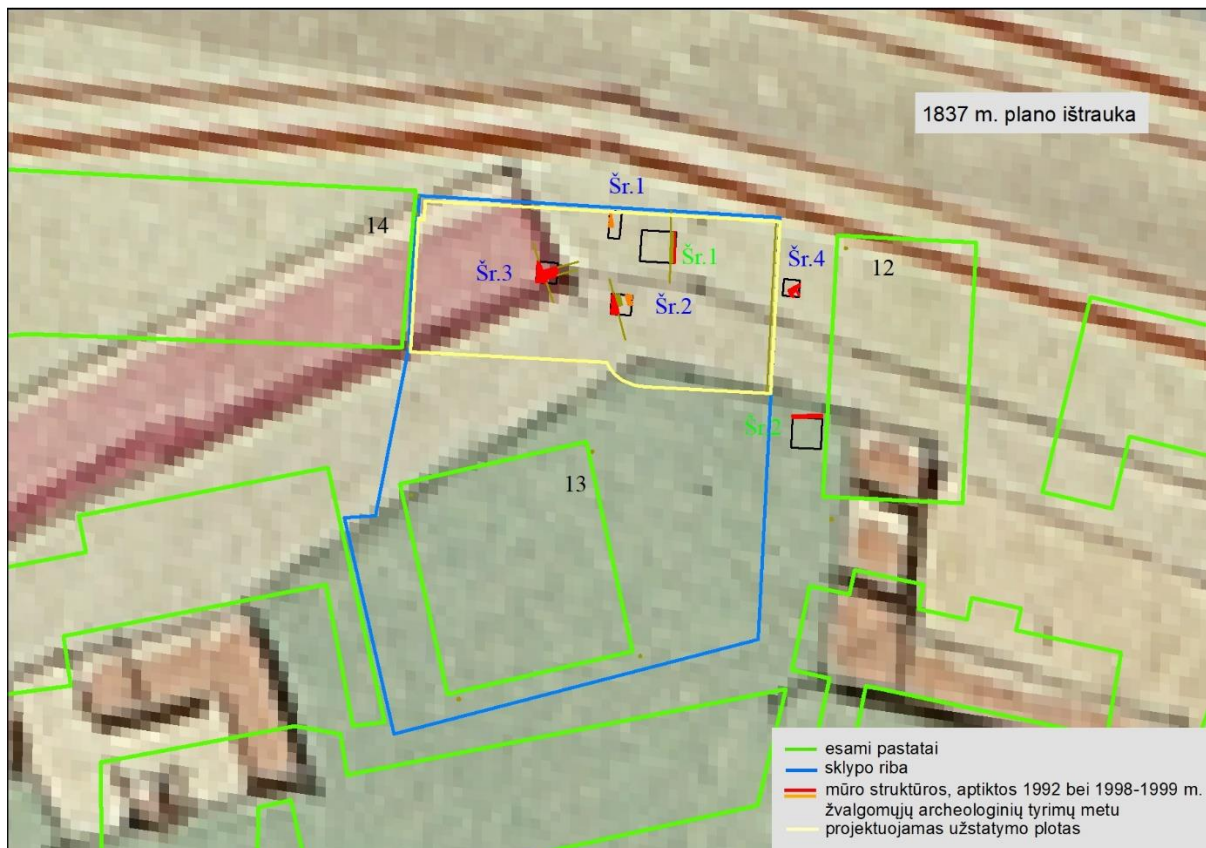 1837 m. plano ištrauka
Šr.1
14
Šr.1
Šr.4
12
Šr.3
Šr.2
Šr.2
13
esami pastatai
sklypo riba
mūro struktūros, aptiktos 1992 bei 1998-1999 m.
žvalgomųjų archeologinių tyrimų metu
projektuojamas užstatymo plotas